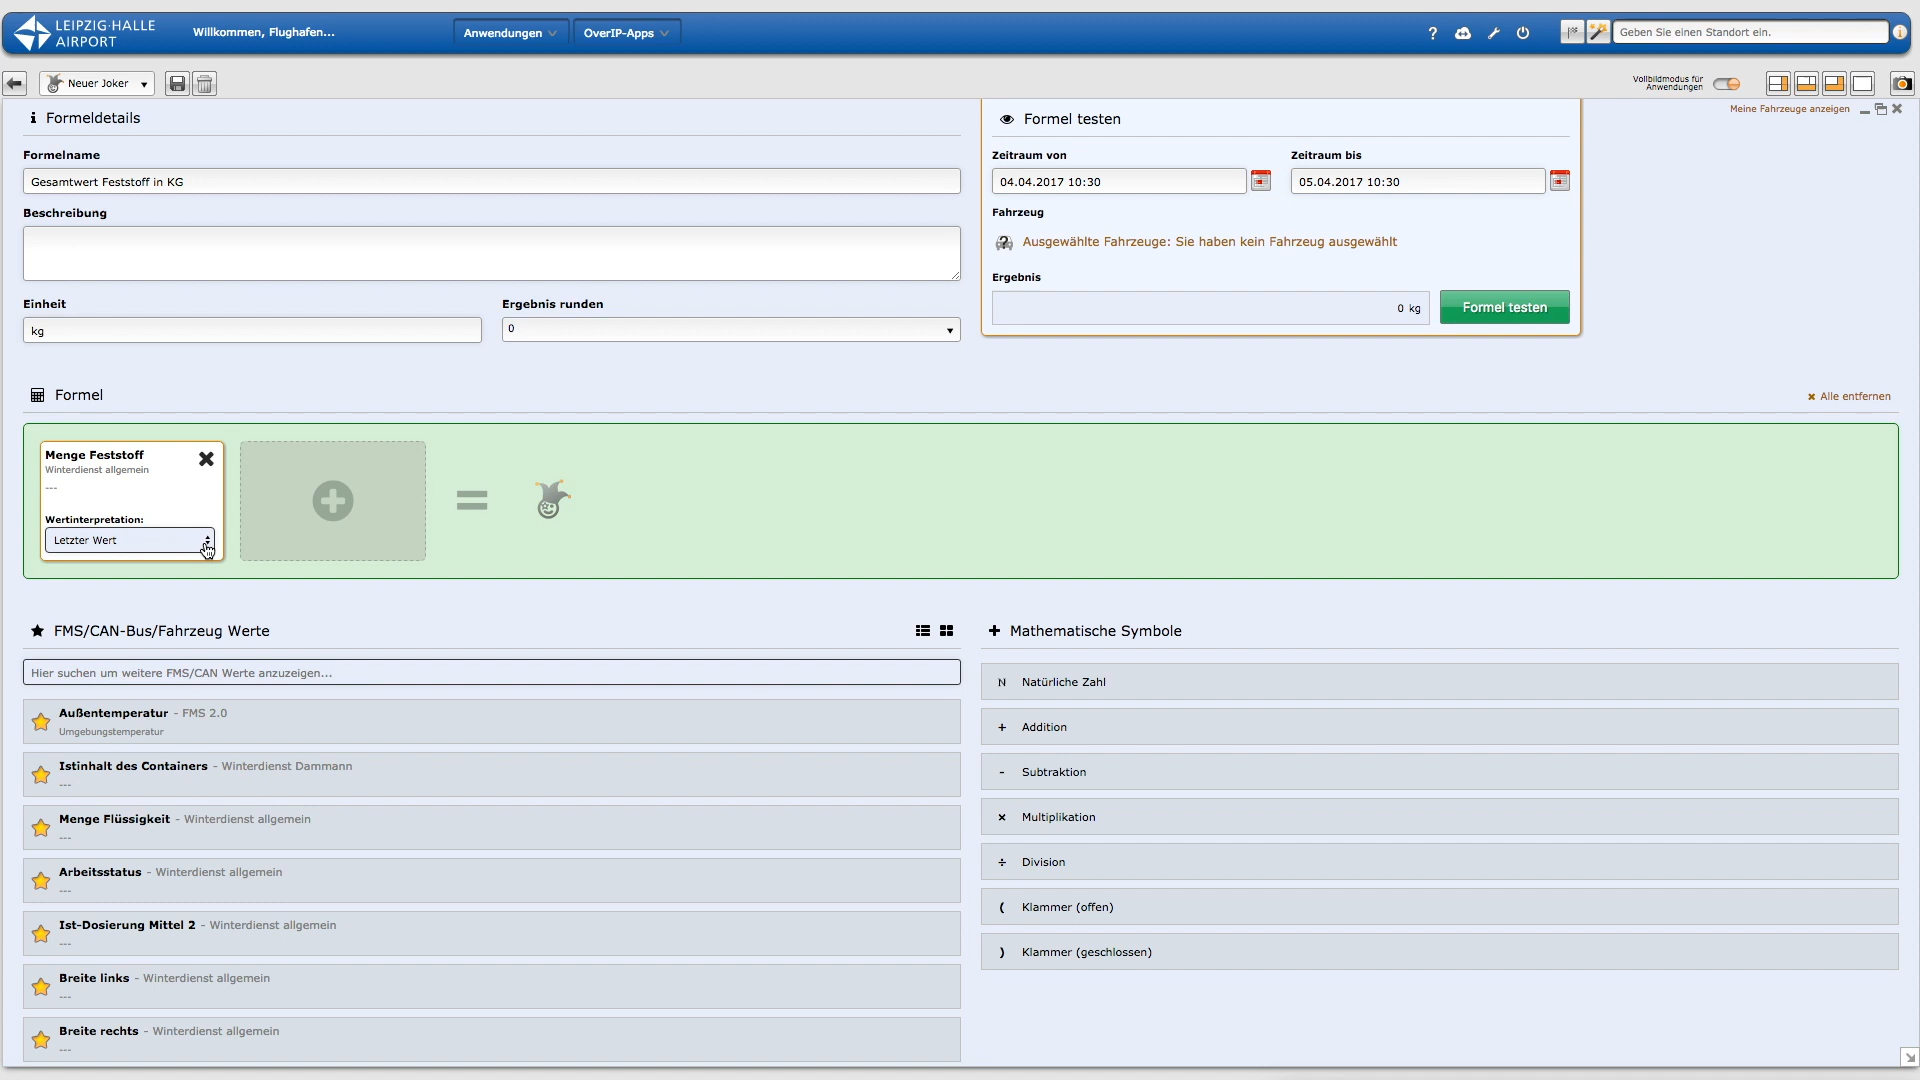 LEIPZIG·HALLE
AIRPORT
Willkommen, Flughafen...
Anwendungen
OverIP-Apps
?
Geben Sie einen Standort ein.
Neuer Joker
Vollbildmodus für
Anwendungen
Meine Fahrzeuge anzeigen
Formeldetails
Formelname
Gesamtwert Feststoff in KG
Beschreibung
Einheit
kg
Ergebnis runden
0
Formel testen
Zeitraum von
04.04.2017 10:30
Zeitraum bis
05.04.2017 10:30
Fahrzeug
Ausgewählte Fahrzeuge: Sie haben kein Fahrzeug ausgewählt
Ergebnis
0 kg
Formel testen
Formel
Alle entfernen
Menge Feststoff
Winterdienst allgemein
---
Wertinterpretation:
Letzter Wert
FMS/CAN-Bus/Fahrzeug Werte
Hier suchen um weitere FMS/CAN Werte anzuzeigen...
Außentemperatur - FMS 2.0
Umgebungstemperatur
Istinhalt des Containers - Winterdienst Dammann
---
Menge Flüssigkeit - Winterdienst allgemein
---
Arbeitsstatus - Winterdienst allgemein
---
Ist-Dosierung Mittel 2 - Winterdienst allgemein
---
Breite links - Winterdienst allgemein
---
Breite rechts - Winterdienst allgemein
---
Mathematische Symbole
N Natürliche Zahl
+ Addition
- Subtraktion
× Multiplikation
÷ Division
( Klammer (offen)
) Klammer (geschlossen)